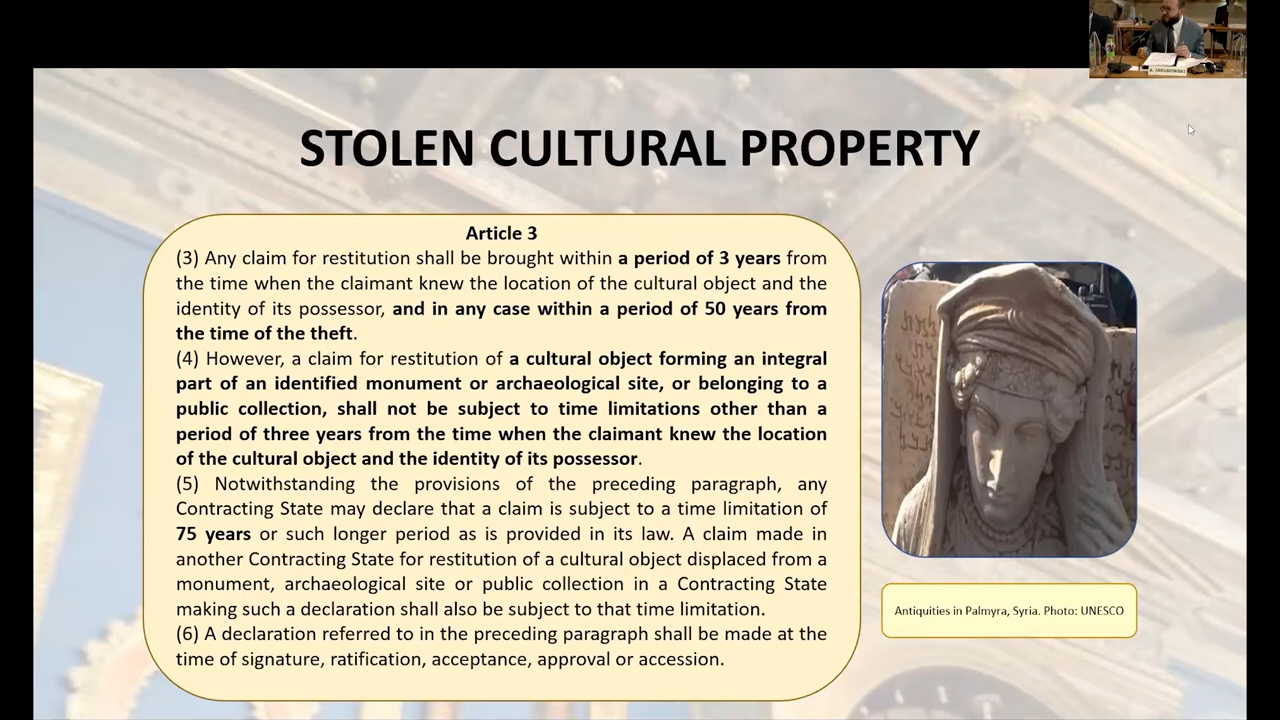 A. JAKUBOWSKI
STOLEN CULTURAL PROPERTY
Article 3
(3) Any claim for restitution shall be brought within a period of 3 years from
the time when the claimant knew the location of the cultural object and the
identity of its possessor, and in any case within a period of 50 years from
the time of the theft.
(4) However, a claim for restitution of a cultural object forming an integral
part of an identified monument or archaeological site, or belonging to a
public collection, shall not be subject to time limitations other than a
period of three years from the time when the claimant knew the location
of the cultural object and the identity of its possessor.
(5) Notwithstanding the provisions of the preceding paragraph, any
Contracting State may declare that a claim is subject to a time limitation of
75 years or such longer period as is provided in its law. A claim made in
another Contracting State for restitution of a cultural object displaced from a
monument, archaeological site or public collection in a Contracting State
making such a declaration shall also be subject to that time limitation.
(6) A declaration referred to in the preceding paragraph shall be made at the
time of signature, ratification, acceptance, approval or accession.
Antiquities in Palmyra, Syria. Photo: UNESCO